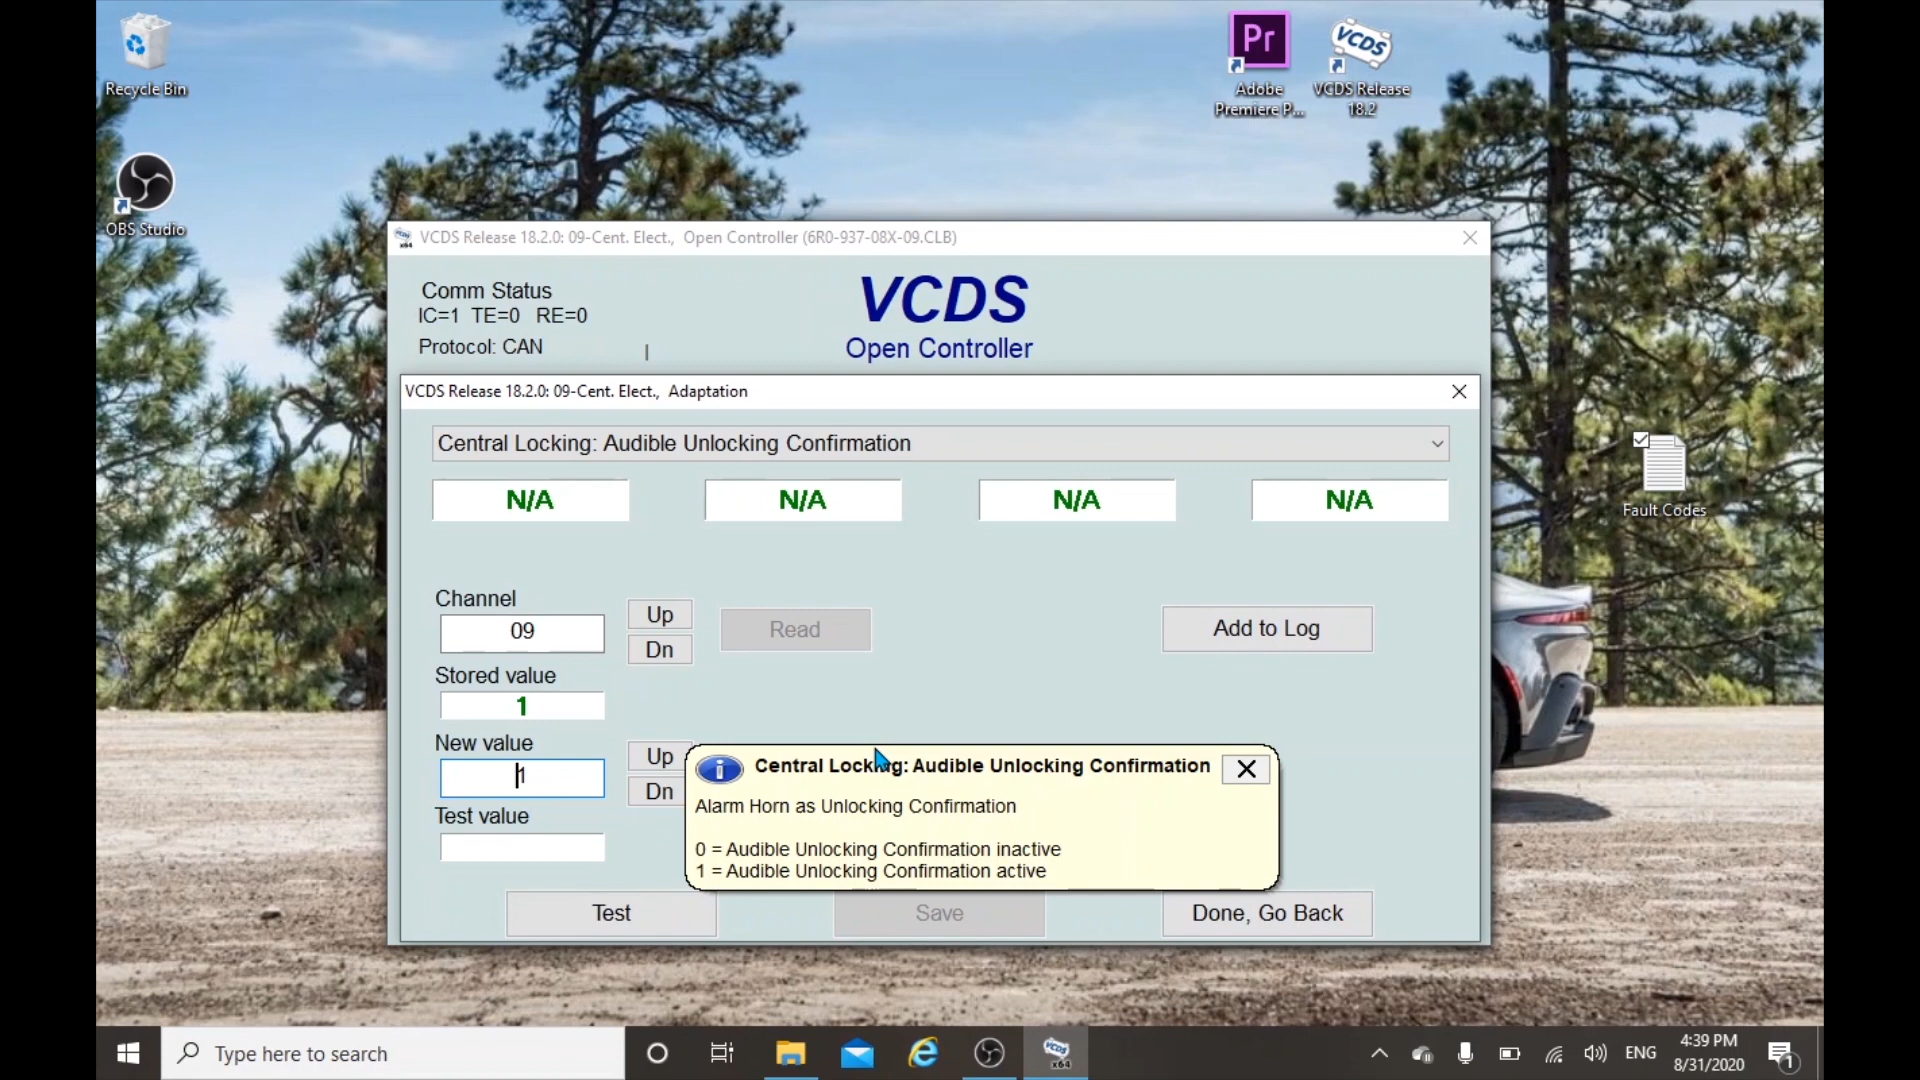 Recycle Bin
OBS Studio
Pr
Adobe
Premiere P...
VCDS
VCDS Release
18.2
Fault Codes
VCDS Release 18.2.0: 09-Cent. Elect.,  Open Controller (6R0-937-08X-09.CLB)
Comm Status
IC=1  TE=0   RE=0
Protocol: CAN
|
VCDS
Open Controller
VCDS Release 18.2.0: 09-Cent. Elect.,  Adaptation
Central Locking: Audible Unlocking Confirmation
N/A N/A N/A N/A
Channel
09
Up
Dn
Read
Add to Log
Stored value
1
New value
1
Up
Dn
Test value
Central Locking: Audible Unlocking Confirmation
Alarm Horn as Unlocking Confirmation
0 = Audible Unlocking Confirmation inactive
1 = Audible Unlocking Confirmation active
Test
Save
Done, Go Back
Type here to search
VCDS
x64
ENG
4:39 PM
8/31/2020
1